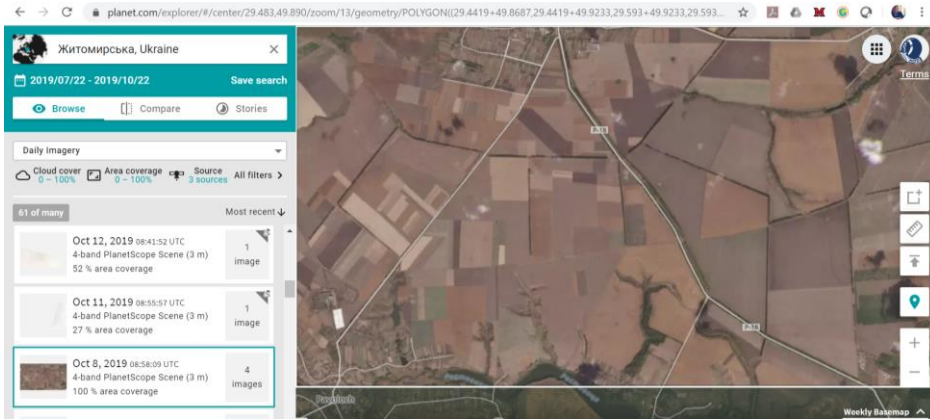 planet.com/explorer/#/center/29.483,49.890/zoom/13/geometry/POLYGON((29.4419+49.8687,29.4419+49.9233,29.593+49.9233,29.593...
Житомирська, Ukraine
2019/07/22 - 2019/10/22 Save search
Browse Compare Stories
Terms
Daily Imagery
Cloud cover
0 – 100%
Area coverage
0 – 100%
Source
3 sources
All filters
61 of many Most recent
Oct 12, 2019 08:41:52 UTC
4-band PlanetScope Scene (3 m)
52 % area coverage
1
image
Oct 11, 2019 08:55:57 UTC
4-band PlanetScope Scene (3 m)
27 % area coverage
1
image
Oct 8, 2019 08:58:09 UTC
4-band PlanetScope Scene (3 m)
100 % area coverage
4
images
Weekly Basemap